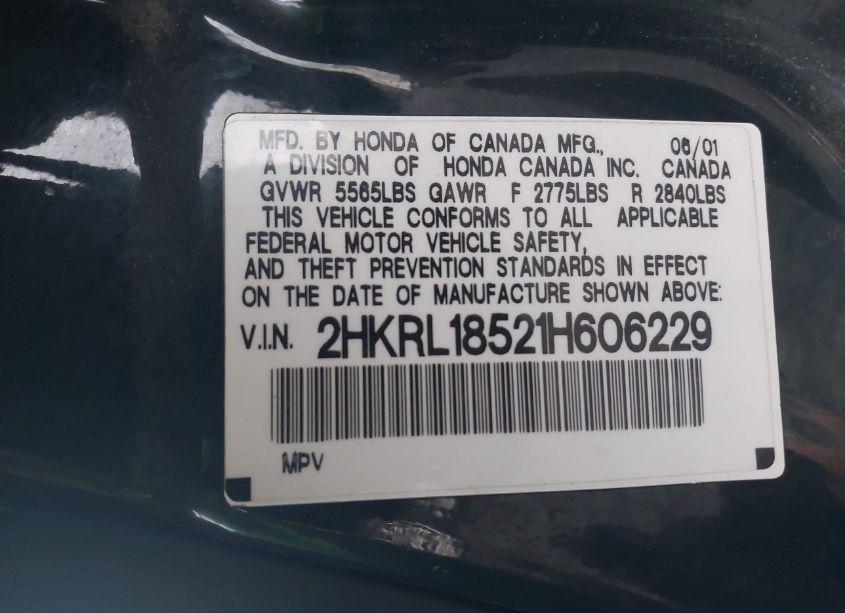 MFD. BY HONDA OF CANADA MFG., 06/01
A DIVISION OF HONDA CANADA INC. CANADA
GVWR 5565LBS GAWR F 2775LBS R 2840LBS
THIS VEHICLE CONFORMS TO ALL APPLICABLE
FEDERAL MOTOR VEHICLE SAFETY,
AND THEFT PREVENTION STANDARDS IN EFFECT
ON THE DATE OF MANUFACTURE SHOWN ABOVE:
V.I.N. 2HKRL18521H606229
MPV